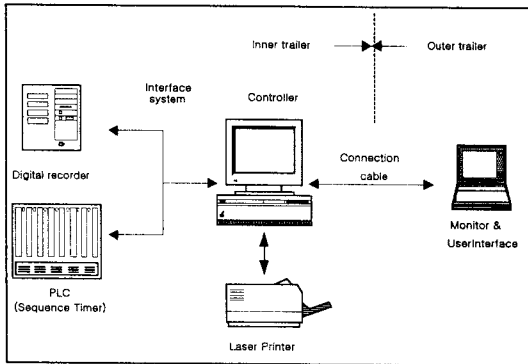 Inner trailer
Outer trailer
Interface
system
Controller
Digital recorder
Connection
cable
Monitor &
UserInterface
PLC
(Sequence Timer)
Laser Printer